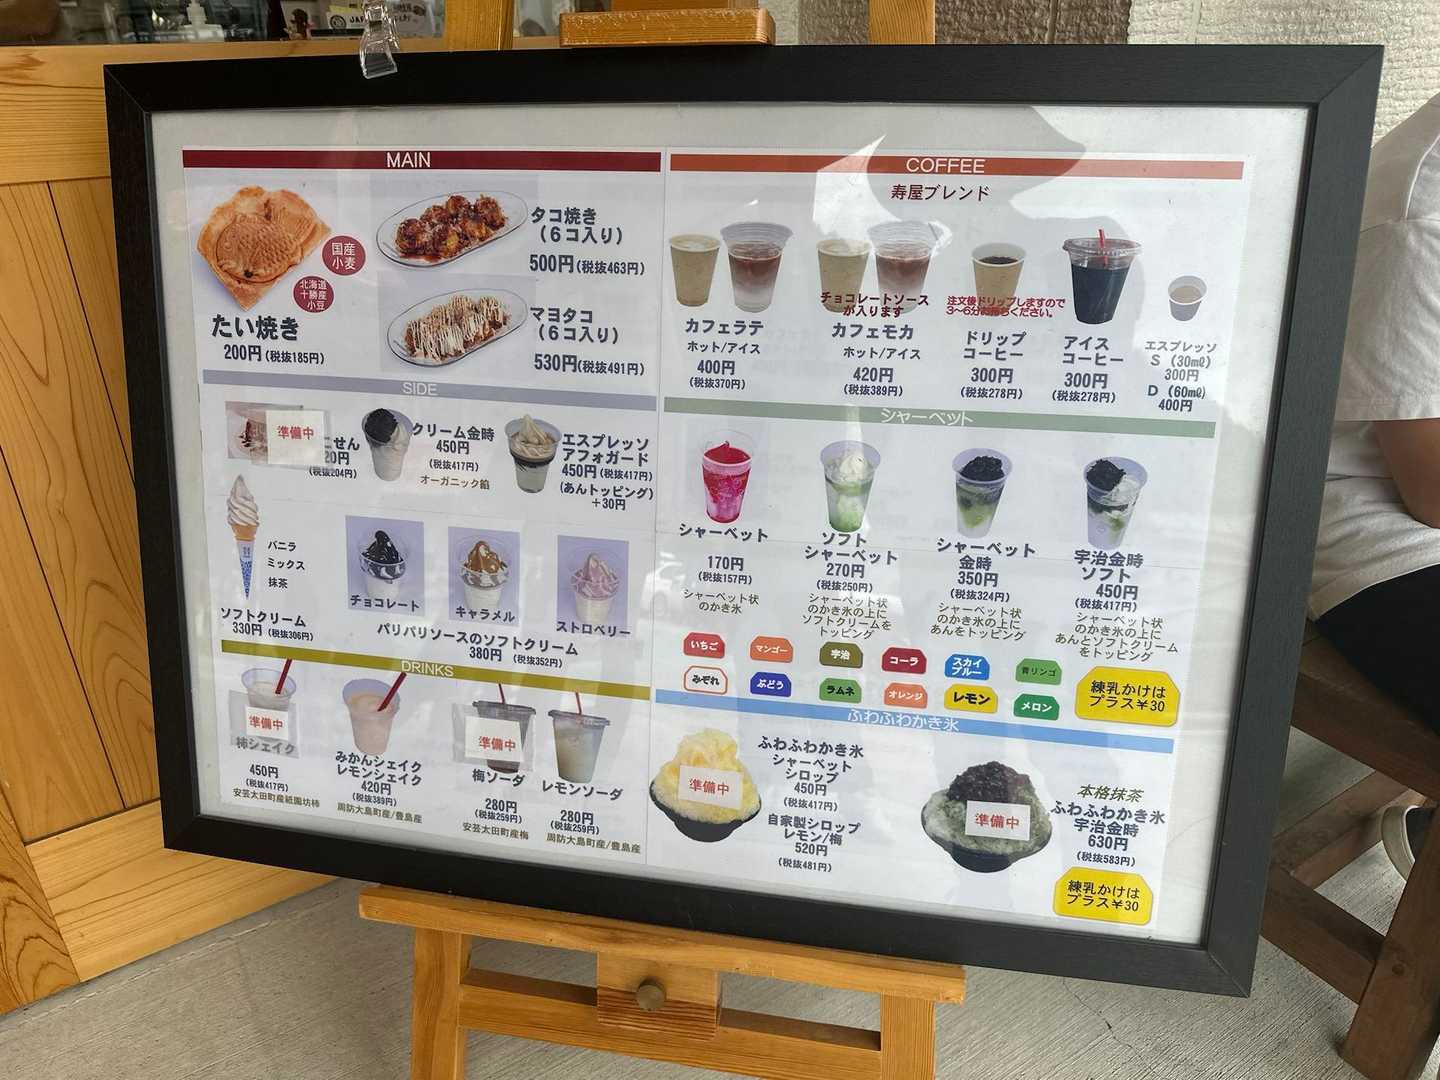 MAIN
国産
小麦
北海道
十勝産
小豆
たい焼き
200円(税抜185円)
タコ焼き
(6コ入り)
500円(税抜463円)
マヨタコ
(6コ入り)
530円(税抜491円)
SIDE
準備中
こせん
20円
(税抜204円)
クリーム金時
450円
(税抜417円)
オーガニック餡
エスプレッソ
アフォガード
450円(税抜417円)
(あんトッピング)
+30円
バニラ
ミックス
抹茶
ソフトクリーム
330円(税抜306円)
チョコレート
キャラメル
ストロベリー
パリパリソースのソフトクリーム
380円 (税抜352円)
DRINKS
準備中
柿シェイク
450円
(税抜417円)
安芸太田町産祇園坊柿
みかんシェイク
レモンシェイク
420円
(税抜389円)
周防大島町産/豊島産
準備中
梅ソーダ
280円
(税抜259円)
安芸太田町産梅
レモンソーダ
280円
(税抜259円)
周防大島町産/豊島産
COFFEE
寿屋ブレンド
カフェラテ
ホット/アイス
400円
(税抜370円)
チョコレートソース
が入ります
カフェモカ
ホット/アイス
420円
(税抜389円)
注文後ドリップしますので
3〜6分お待ちください。
ドリップ
コーヒー
300円
(税抜278円)
アイス
コーヒー
300円
(税抜278円)
エスプレッソ
S (30㎖)
300円
D (60㎖)
400円
シャーベット
シャーベット
170円
(税抜157円)
シャーベット状
のかき氷
ソフト
シャーベット
270円
(税抜250円)
シャーベット状
のかき氷の上に
ソフトクリームを
トッピング
シャーベット
金時
350円
(税抜324円)
シャーベット状
のかき氷の上に
あんをトッピング
宇治金時
ソフト
450円
(税抜417円)
シャーベット状
のかき氷の上に
あんとソフトクリーム
をトッピング
いちご
マンゴー
宇治
コーラ
スカイ
ブルー
青リンゴ
みぞれ
ぶどう
ラムネ
オレンジ
レモン
メロン
練乳かけは
プラス¥30
ふわふわかき氷
準備中
ふわふわかき氷
シャーベット
シロップ
450円
(税抜417円)
自家製シロップ
レモン/梅
520円
(税抜481円)
準備中
本格抹茶
ふわふわかき氷
宇治金時
630円
(税抜583円)
練乳かけは
プラス¥30